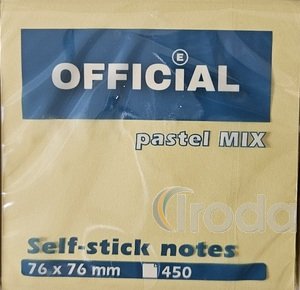 E
OFFICIAL
pastel MIX
Iroda
Self-stick notes
76 x 76 mm 450